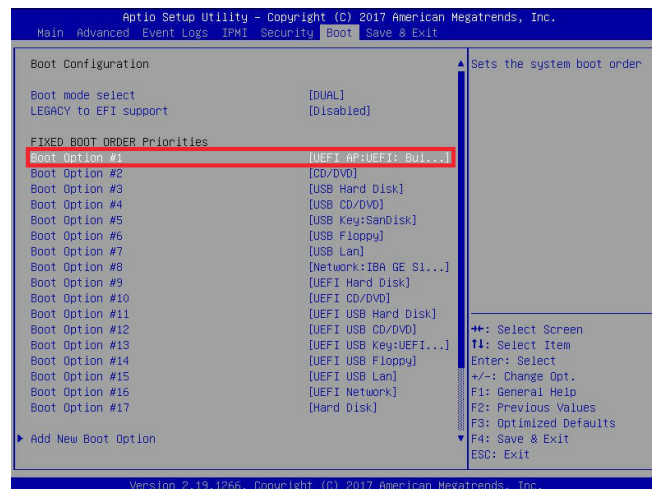 Aptio Setup Utility – Copyright (C) 2017 American Megatrends, Inc.
Main Advanced Event Logs IPMI Security Boot Save & Exit
Boot Configuration
Sets the system boot order
Boot mode select [DUAL]
LEGACY to EFI support [Disabled]
FIXED BOOT ORDER Priorities
Boot Option #1 [UEFI AP:UEFI: Bui...]
Boot Option #2 [CD/DVD]
Boot Option #3 [USB Hard Disk]
Boot Option #4 [USB CD/DVD]
Boot Option #5 [USB Key:SanDisk]
Boot Option #6 [USB Floppy]
Boot Option #7 [USB Lan]
Boot Option #8 [Network:IBA GE Sl...]
Boot Option #9 [UEFI Hard Disk]
Boot Option #10 [UEFI CD/DVD]
Boot Option #11 [UEFI USB Hard Disk]
Boot Option #12 [UEFI USB CD/DVD]
Boot Option #13 [UEFI USB Key:UEFI...]
Boot Option #14 [UEFI USB Floppy]
Boot Option #15 [UEFI USB Lan]
Boot Option #16 [UEFI Network]
Boot Option #17 [Hard Disk]
Add New Boot Option
→←: Select Screen
↑↓: Select Item
Enter: Select
+/-: Change Opt.
F1: General Help
F2: Previous Values
F3: Optimized Defaults
F4: Save & Exit
ESC: Exit
Version 2.19.1266. Copyright (C) 2017 American Megatrends, Inc.